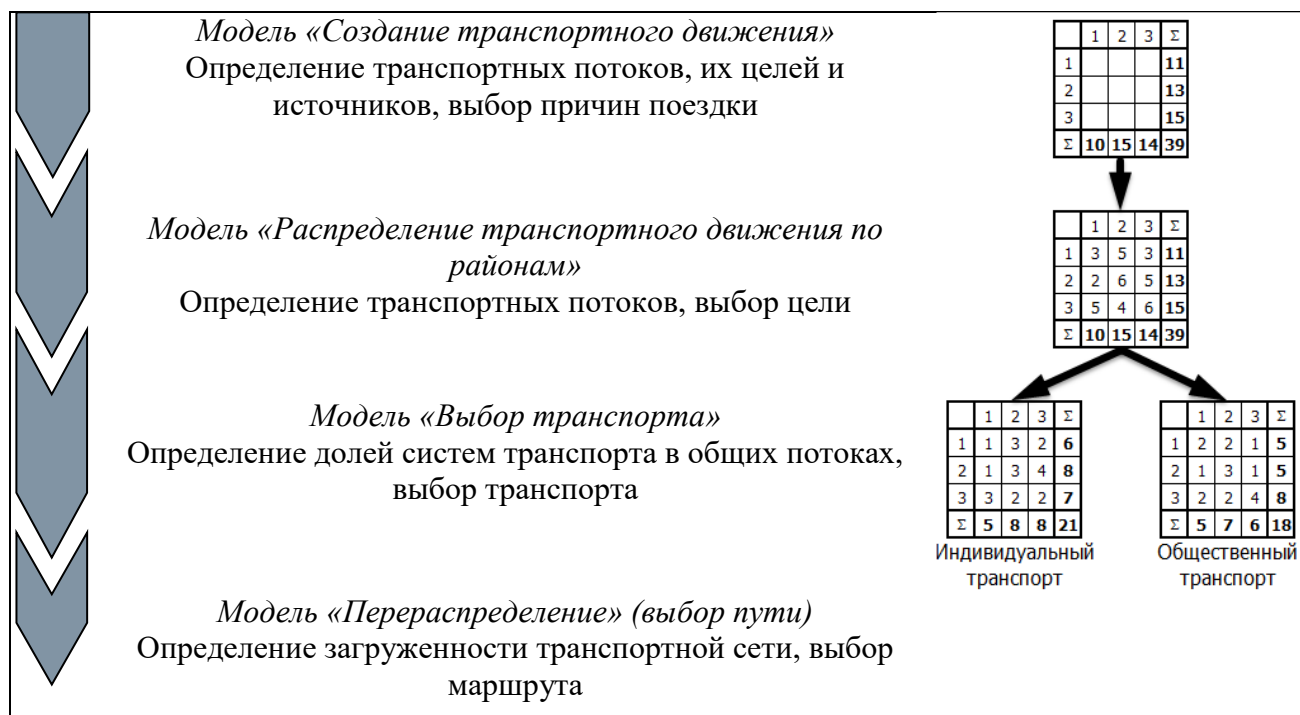 Модель «Создание транспортного движения»
Определение транспортных потоков, их целей и
источников, выбор причин поездки
1 2 3 Σ
1 11
2 13
3 15
Σ 10 15 14 39
Модель «Распределение транспортного движения по
районам»
Определение транспортных потоков, выбор цели
1 2 3 Σ
1 3 5 3 11
2 2 6 5 13
3 5 4 6 15
Σ 10 15 14 39
Модель «Выбор транспорта»
Определение долей систем транспорта в общих потоках,
выбор транспорта
1 2 3 Σ
1 1 3 2 6
2 1 3 4 8
3 3 2 2 7
Σ 5 8 8 21
Индивидуальный
транспорт
1 2 3 Σ
1 2 2 1 5
2 1 3 1 5
3 2 2 4 8
Σ 5 7 6 18
Общественный
транспорт
Модель «Перераспределение» (выбор пути)
Определение загруженности транспортной сети, выбор
маршрута